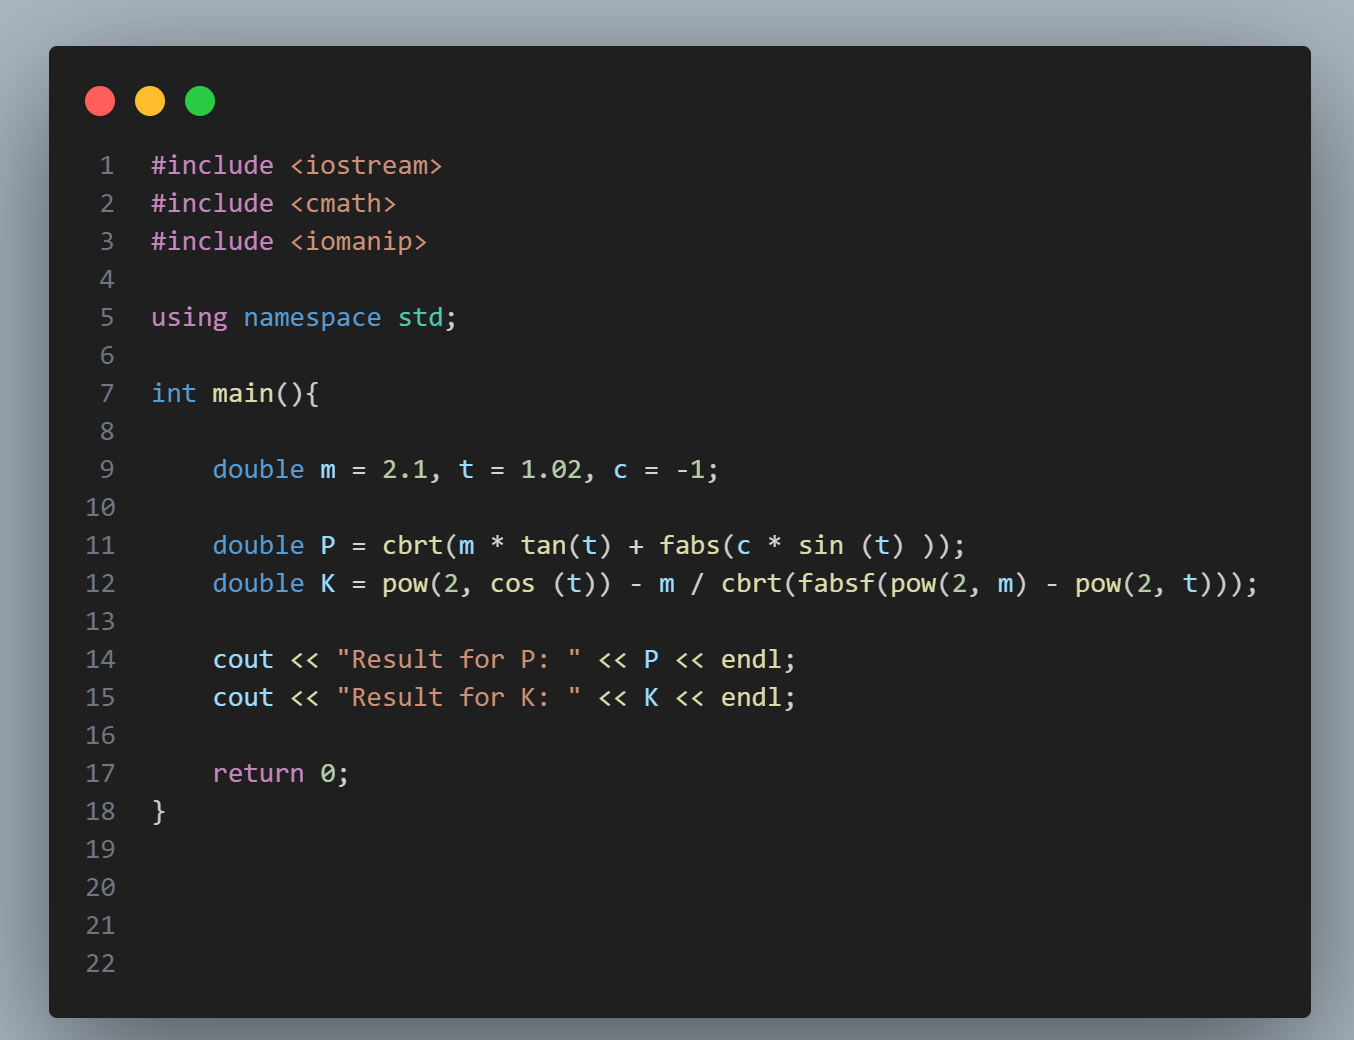 1 #include <iostream>
2 #include <cmath>
3 #include <iomanip>
4
5 using namespace std;
6
7 int main(){
8
9     double m = 2.1, t = 1.02, c = -1;
10
11     double P = cbrt(m * tan(t) + fabs(c * sin (t) ));
12     double K = pow(2, cos (t)) - m / cbrt(fabsf(pow(2, m) - pow(2, t)));
13
14     cout << "Result for P: " << P << endl;
15     cout << "Result for K: " << K << endl;
16
17     return 0;
18 }
19
20
21
22